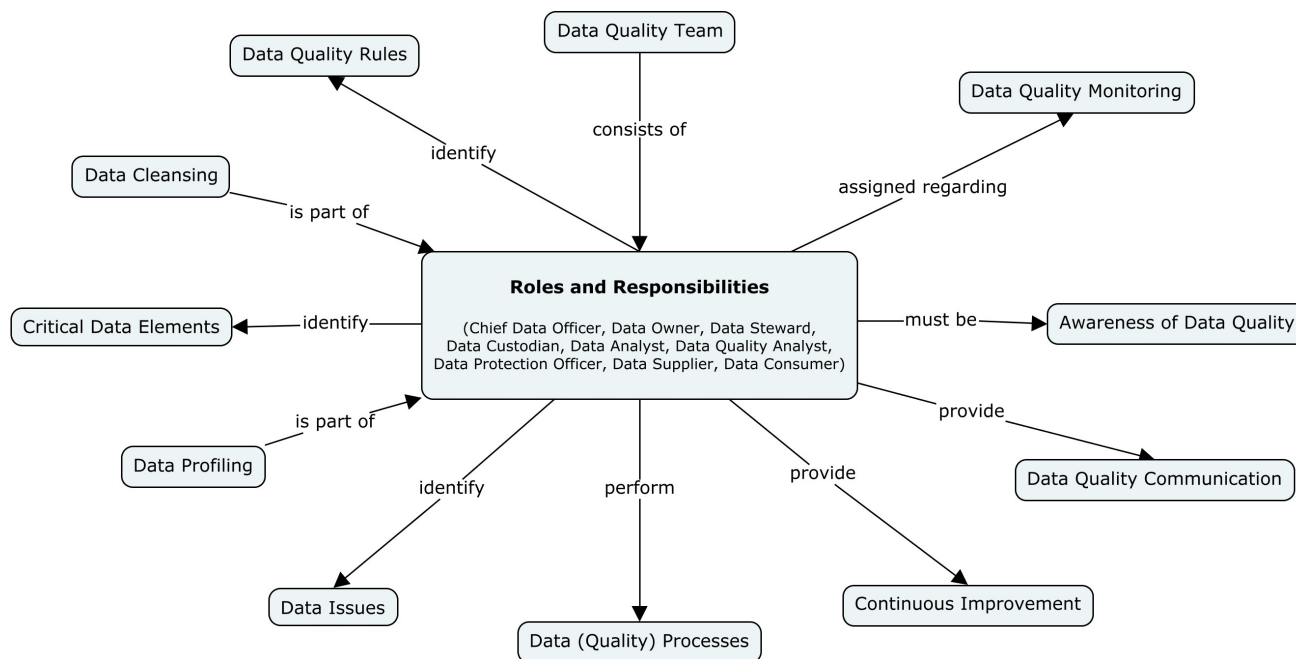 Data Quality Team
Data Quality Rules
Data Quality Monitoring
consists of
identify
Data Cleansing
assigned regarding
is part of
Roles and Responsibilities
(Chief Data Officer, Data Owner, Data Steward,
Data Custodian, Data Analyst, Data Quality Analyst,
Data Protection Officer, Data Supplier, Data Consumer)
Critical Data Elements
identify
must be
Awareness of Data Quality
is part of
provide
Data Profiling
Data Quality Communication
identify
perform
provide
Data Issues
Continuous Improvement
Data (Quality) Processes